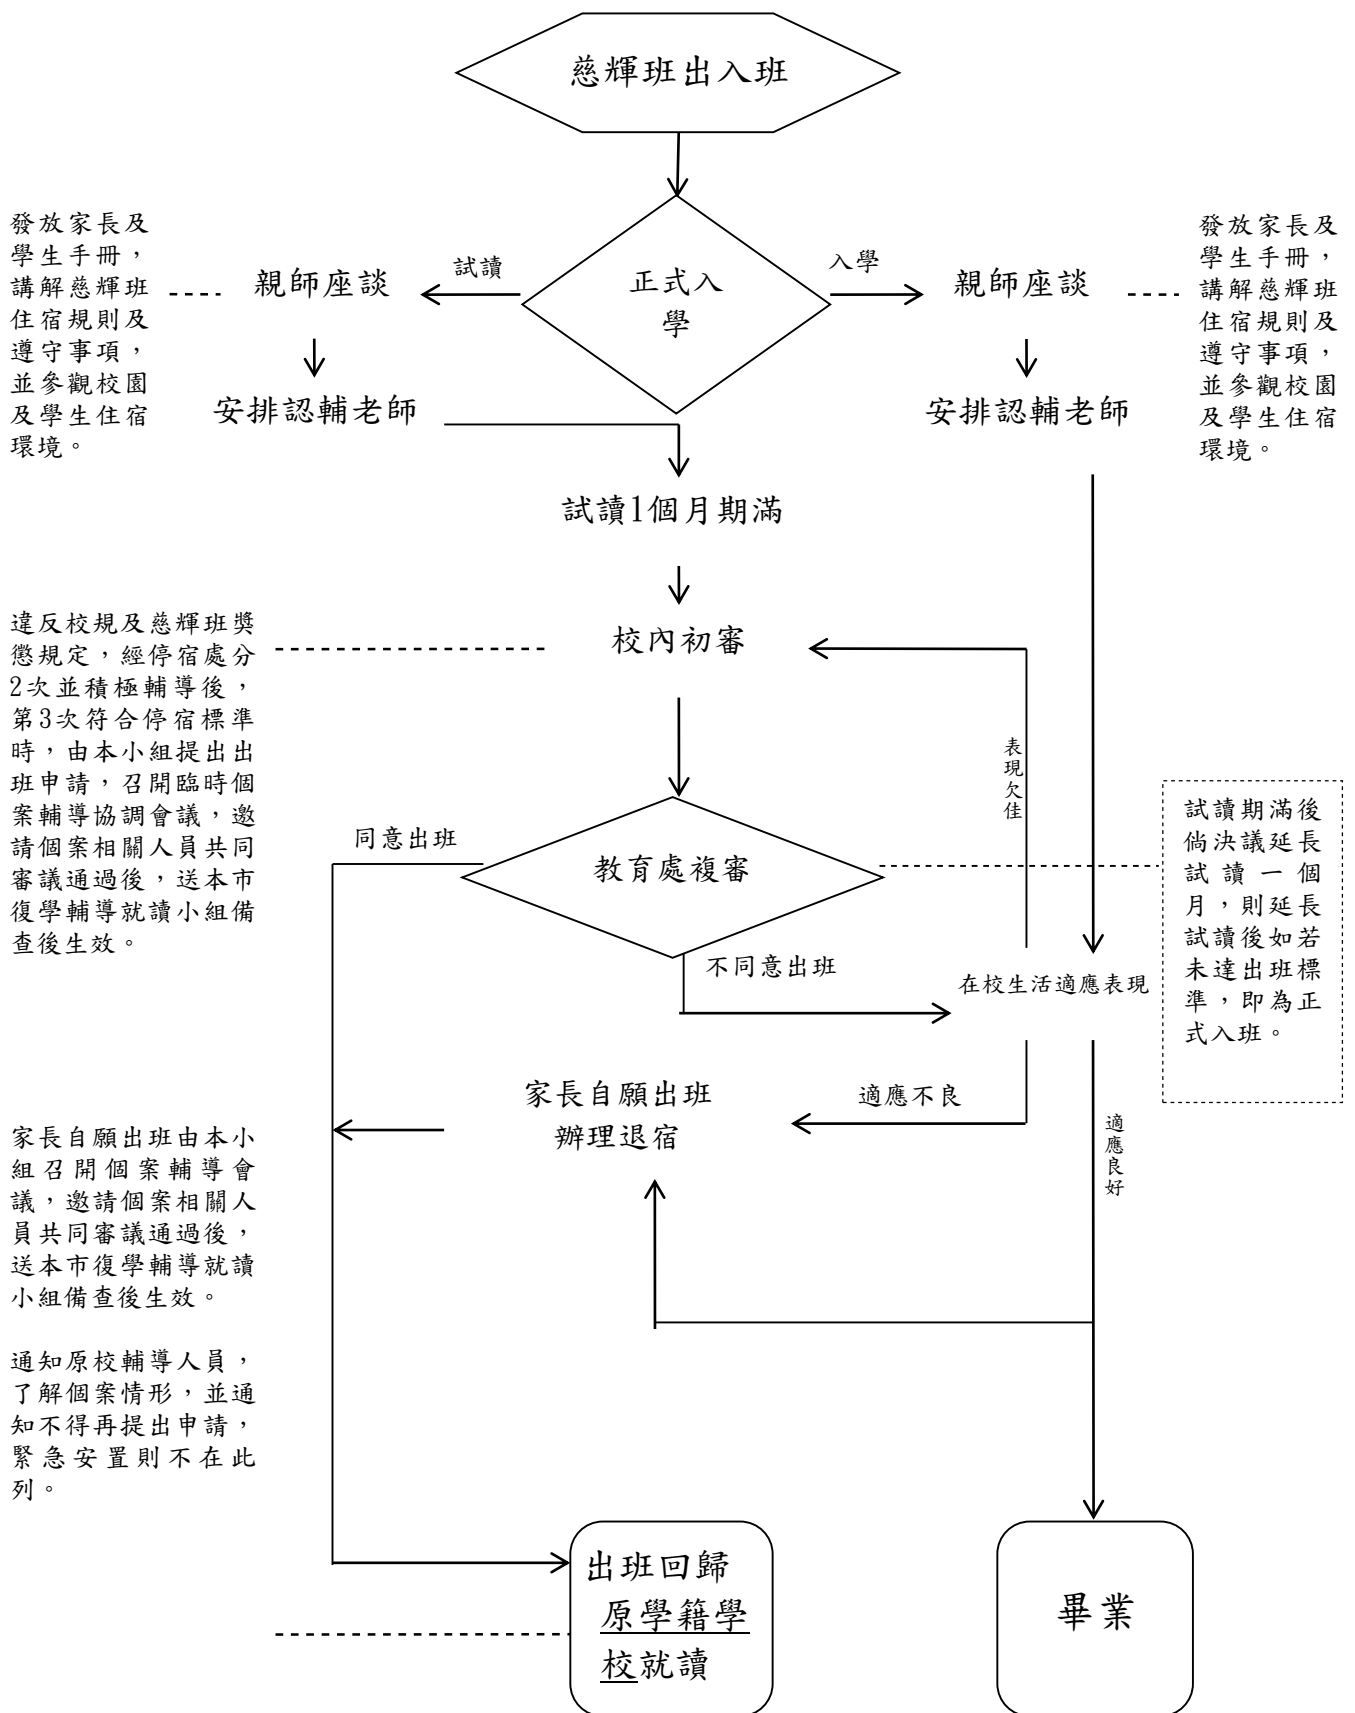 慈輝班出入班
正式入
學
試讀
入學
發放家長及
學生手冊，
講解慈輝班
住宿規則及
遵守事項，
並參觀校園
及學生住宿
環境。
親師座談
安排認輔老師
親師座談
安排認輔老師
發放家長及
學生手冊，
講解慈輝班
住宿規則及
遵守事項，
並參觀校園
及學生住宿
環境。
試讀1個月期滿
校內初審
違反校規及慈輝班獎
懲規定，經停宿處分
2次並積極輔導後，
第3次符合停宿標準
時，由本小組提出出
班申請，召開臨時個
案輔導協調會議，邀
請個案相關人員共同
審議通過後，送本市
復學輔導就讀小組備
查後生效。
表現欠佳
同意出班
教育處複審
不同意出班
試讀期滿後
倘決議延長
試讀一個
月，則延長
試讀後如若
未達出班標
準，即為正
式入班。
在校生活適應表現
適應不良
適應良好
家長自願出班
辦理退宿
家長自願出班由本小
組召開個案輔導會
議，邀請個案相關人
員共同審議通過後，
送本市復學輔導就讀
小組備查後生效。
通知原校輔導人員，
了解個案情形，並通
知不得再提出申請，
緊急安置則不在此
列。
出班回歸
原學籍學
校就讀
畢業